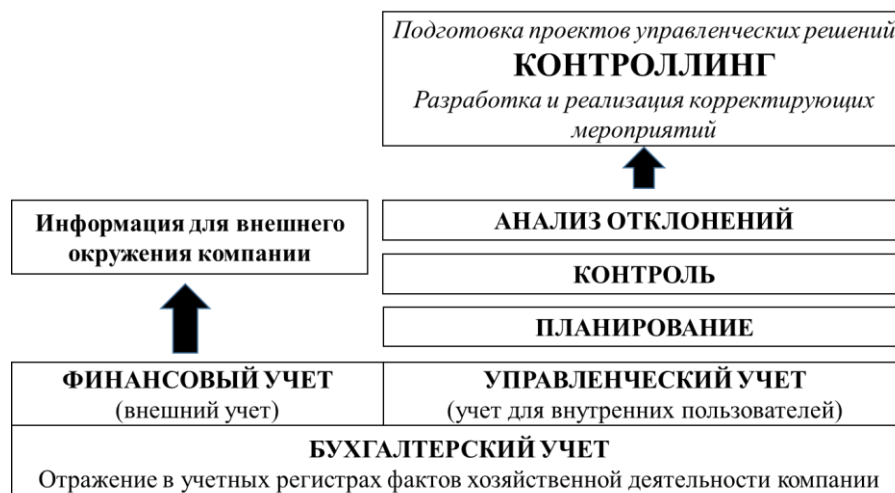 Подготовка проектов управленческих решений
КОНТРОЛЛИНГ
Разработка и реализация корректирующих
мероприятий
Информация для внешнего
окружения компании
АНАЛИЗ ОТКЛОНЕНИЙ
КОНТРОЛЬ
ПЛАНИРОВАНИЕ
ФИНАНСОВЫЙ УЧЕТ
(внешний учет)
УПРАВЛЕНЧЕСКИЙ УЧЕТ
(учет для внутренних пользователей)
БУХГАЛТЕРСКИЙ УЧЕТ
Отражение в учетных регистрах фактов хозяйственной деятельности компании